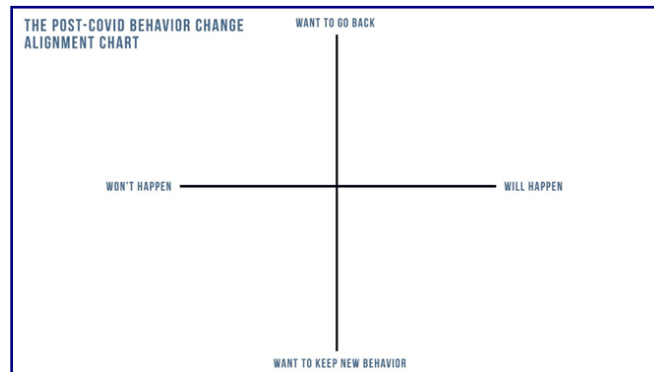 THE POST-COVID BEHAVIOR CHANGE
ALIGNMENT CHART
WANT TO GO BACK
WON'T HAPPEN
WILL HAPPEN
WANT TO KEEP NEW BEHAVIOR